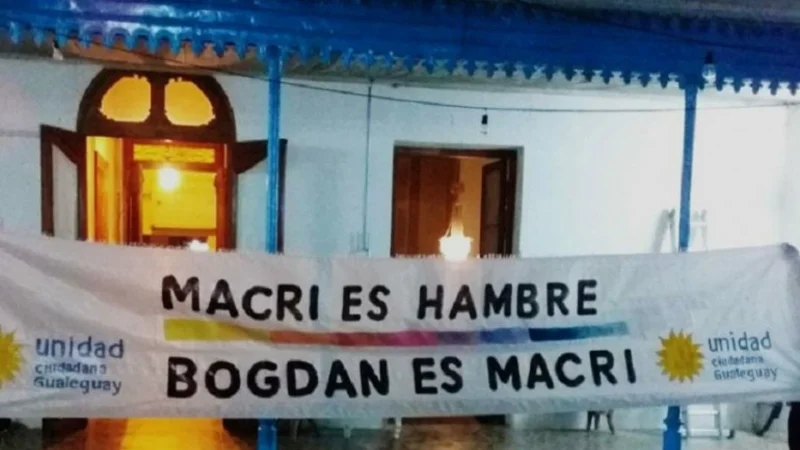 MACRI ES HAMBRE
BOGDAN ES MACRI
unidad
ciudadana
Gualeguay
unidad
ciudadana
Gualeguay